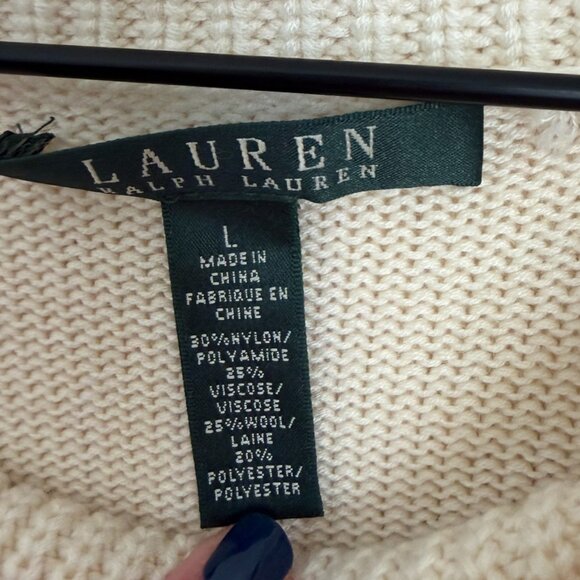 LAUREN
RALPH LAUREN
L
MADE IN
CHINA
FABRIQUE EN
CHINE
30%NYLON/
POLYAMIDE
25%
VISCOSE/
VISCOSE
25%WOOL/
LAINE
20%
POLYESTER/
POLYESTER